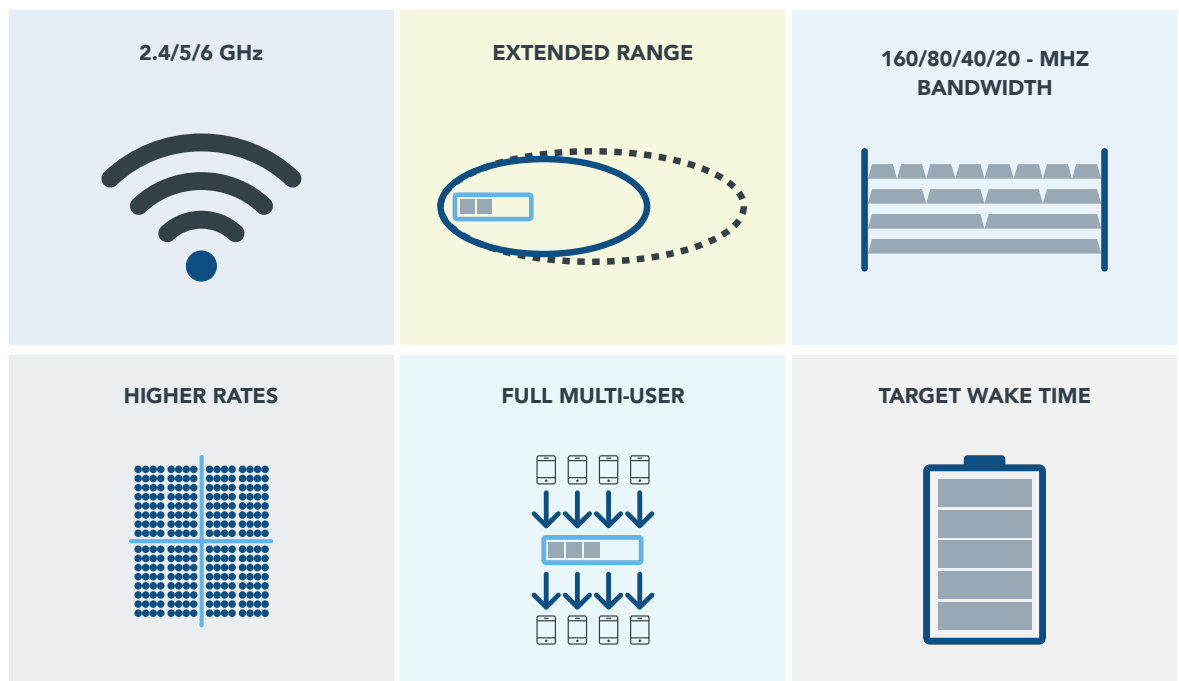 2.4/5/6 GHz
EXTENDED RANGE
160/80/40/20 - MHZ
BANDWIDTH
HIGHER RATES
FULL MULTI-USER
TARGET WAKE TIME